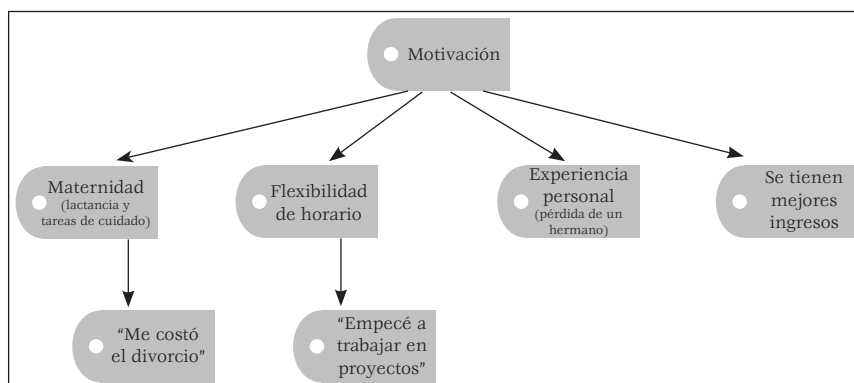 Motivación
Maternidad
(lactancia y
tareas de cuidado)
Flexibilidad
de horario
Experiencia
personal
(pérdida de un
hermano)
Se tienen
mejores
ingresos
“Me costó
el divorcio”
“Empecé a
trabajar en
proyectos”